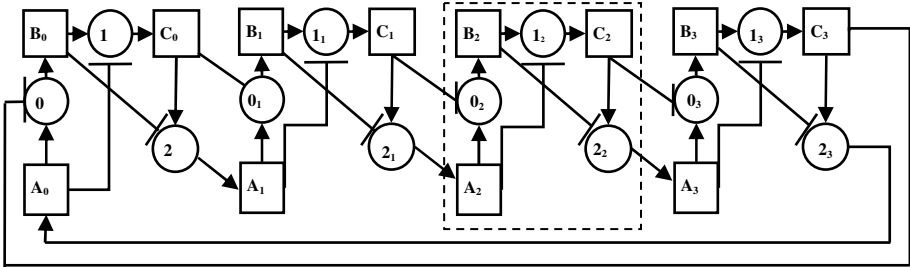 B₀ 1 C₀ B₁ 1₁ C₁ B₂ 1₂ C₂ B₃ 1₃ C₃
0 0₁ 0₂ 0₃
2 2₁ 2₂ 2₃
A₀ A₁ A₂ A₃